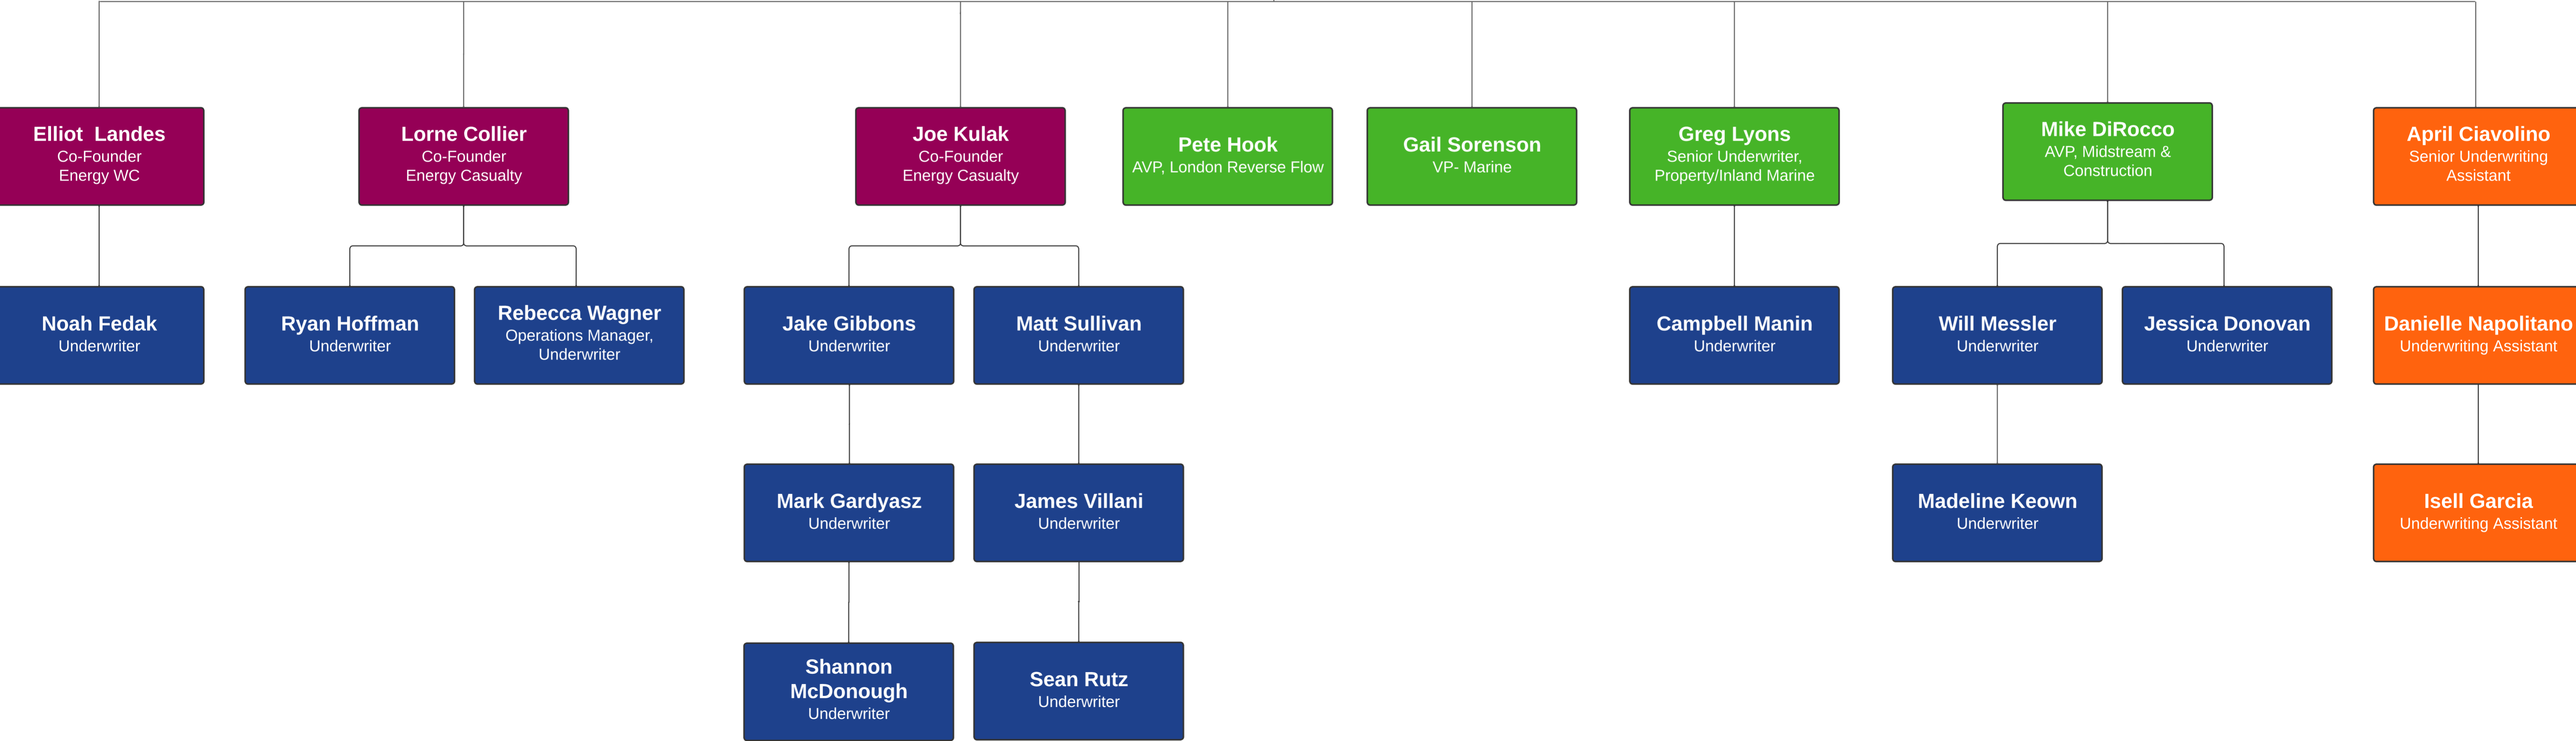 Elliot  Landes
Co-Founder
Energy WC
Lorne Collier
Co-Founder
Energy Casualty
Joe Kulak
Co-Founder
Energy Casualty
Pete Hook
AVP, London Reverse Flow
Gail Sorenson
VP- Marine
Greg Lyons
Senior Underwriter,
Property/Inland Marine
Mike DiRocco
AVP, Midstream &
Construction
April Ciavolino
Senior Underwriting
Assistant
Noah Fedak
Underwriter
Ryan Hoffman
Underwriter
Rebecca Wagner
Operations Manager,
Underwriter
Jake Gibbons
Underwriter
Matt Sullivan
Underwriter
Campbell Manin
Underwriter
Will Messler
Underwriter
Jessica Donovan
Underwriter
Danielle Napolitano
Underwriting Assistant
Mark Gardyasz
Underwriter
James Villani
Underwriter
Madeline Keown
Underwriter
Isell Garcia
Underwriting Assistant
Shannon
McDonough
Underwriter
Sean Rutz
Underwriter